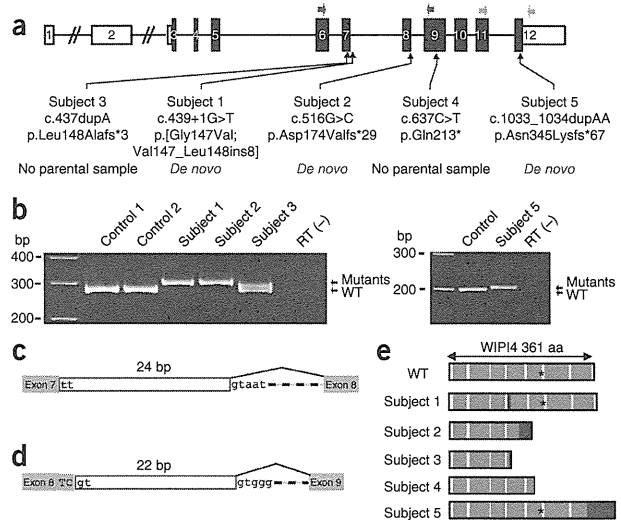 a
1 2 3 4 5 6 7 8 9 10 11 12
Subject 3 Subject 1 Subject 2 Subject 4 Subject 5
c.437dupA c.439+1G>T c.516G>C c.637C>T c.1033_1034dupAA
p.Leu148Alafs*3 p.[Gly147Val; p.Asp174Valfs*29 p.Gln213* p.Asn345Lysfs*67
Val147_Leu148ins8]
No parental sample De novo De novo No parental sample De novo
b
bp Control 1 Control 2 Subject 1 Subject 2 Subject 3 RT (–)
400
300
200
Mutants
WT
bp Control Subject 5 RT (–)
300
200
Mutants
WT
c
24 bp
Exon 7 tt gtaat Exon 8
d
22 bp
Exon 8 TC gt gtggg Exon 9
e
WIPI4 361 aa
WT *
Subject 1 *
Subject 2
Subject 3
Subject 4
Subject 5 *